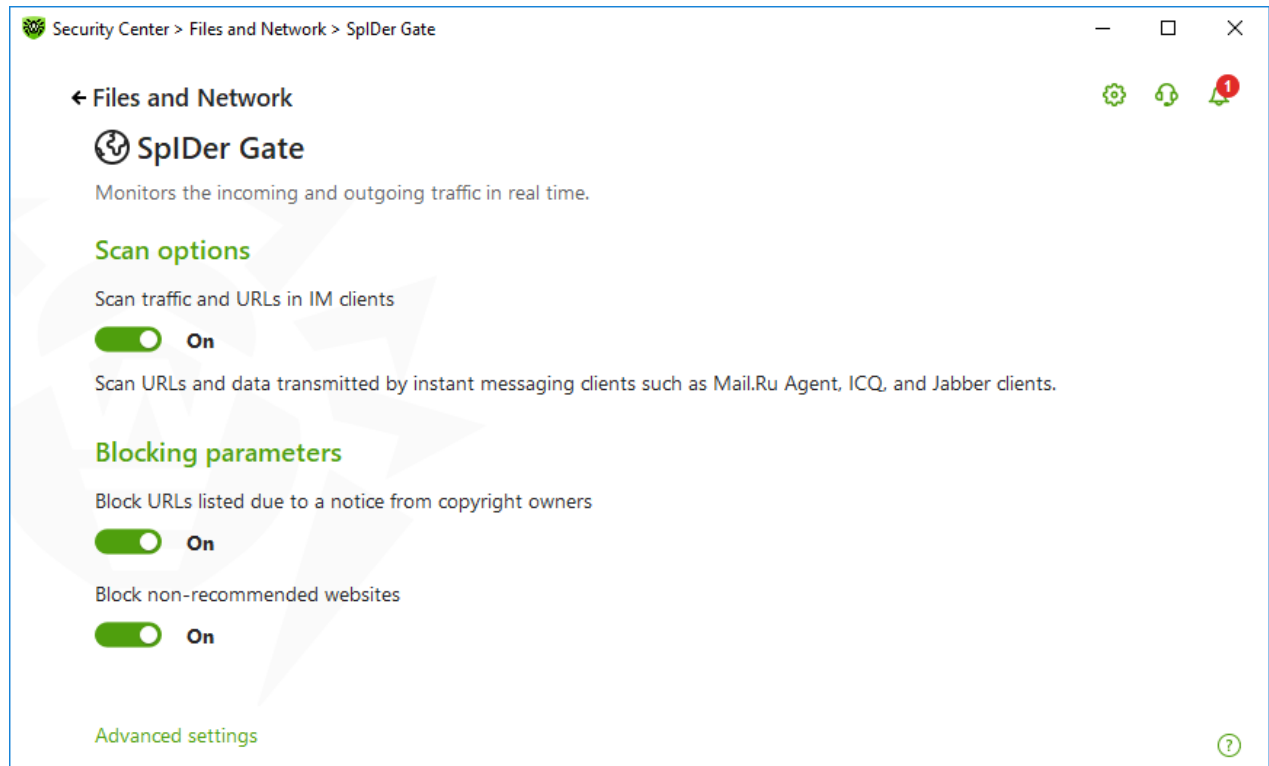 Security Center > Files and Network > SpIDer Gate
Files and Network
1
SpIDer Gate
Monitors the incoming and outgoing traffic in real time.
Scan options
Scan traffic and URLs in IM clients
On
Scan URLs and data transmitted by instant messaging clients such as Mail.Ru Agent, ICQ, and Jabber clients.
Blocking parameters
Block URLs listed due to a notice from copyright owners
On
Block non-recommended websites
On
Advanced settings
?